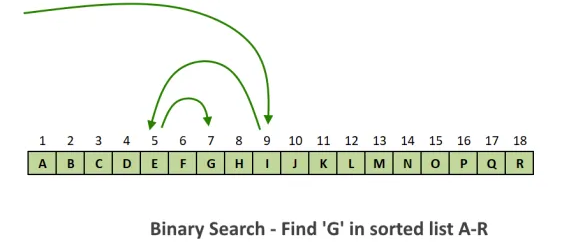 1 2 3 4 5 6 7 8 9 10 11 12 13 14 15 16 17 18
A B C D E F G H I J K L M N O P Q R
Binary Search - Find 'G' in sorted list A-R